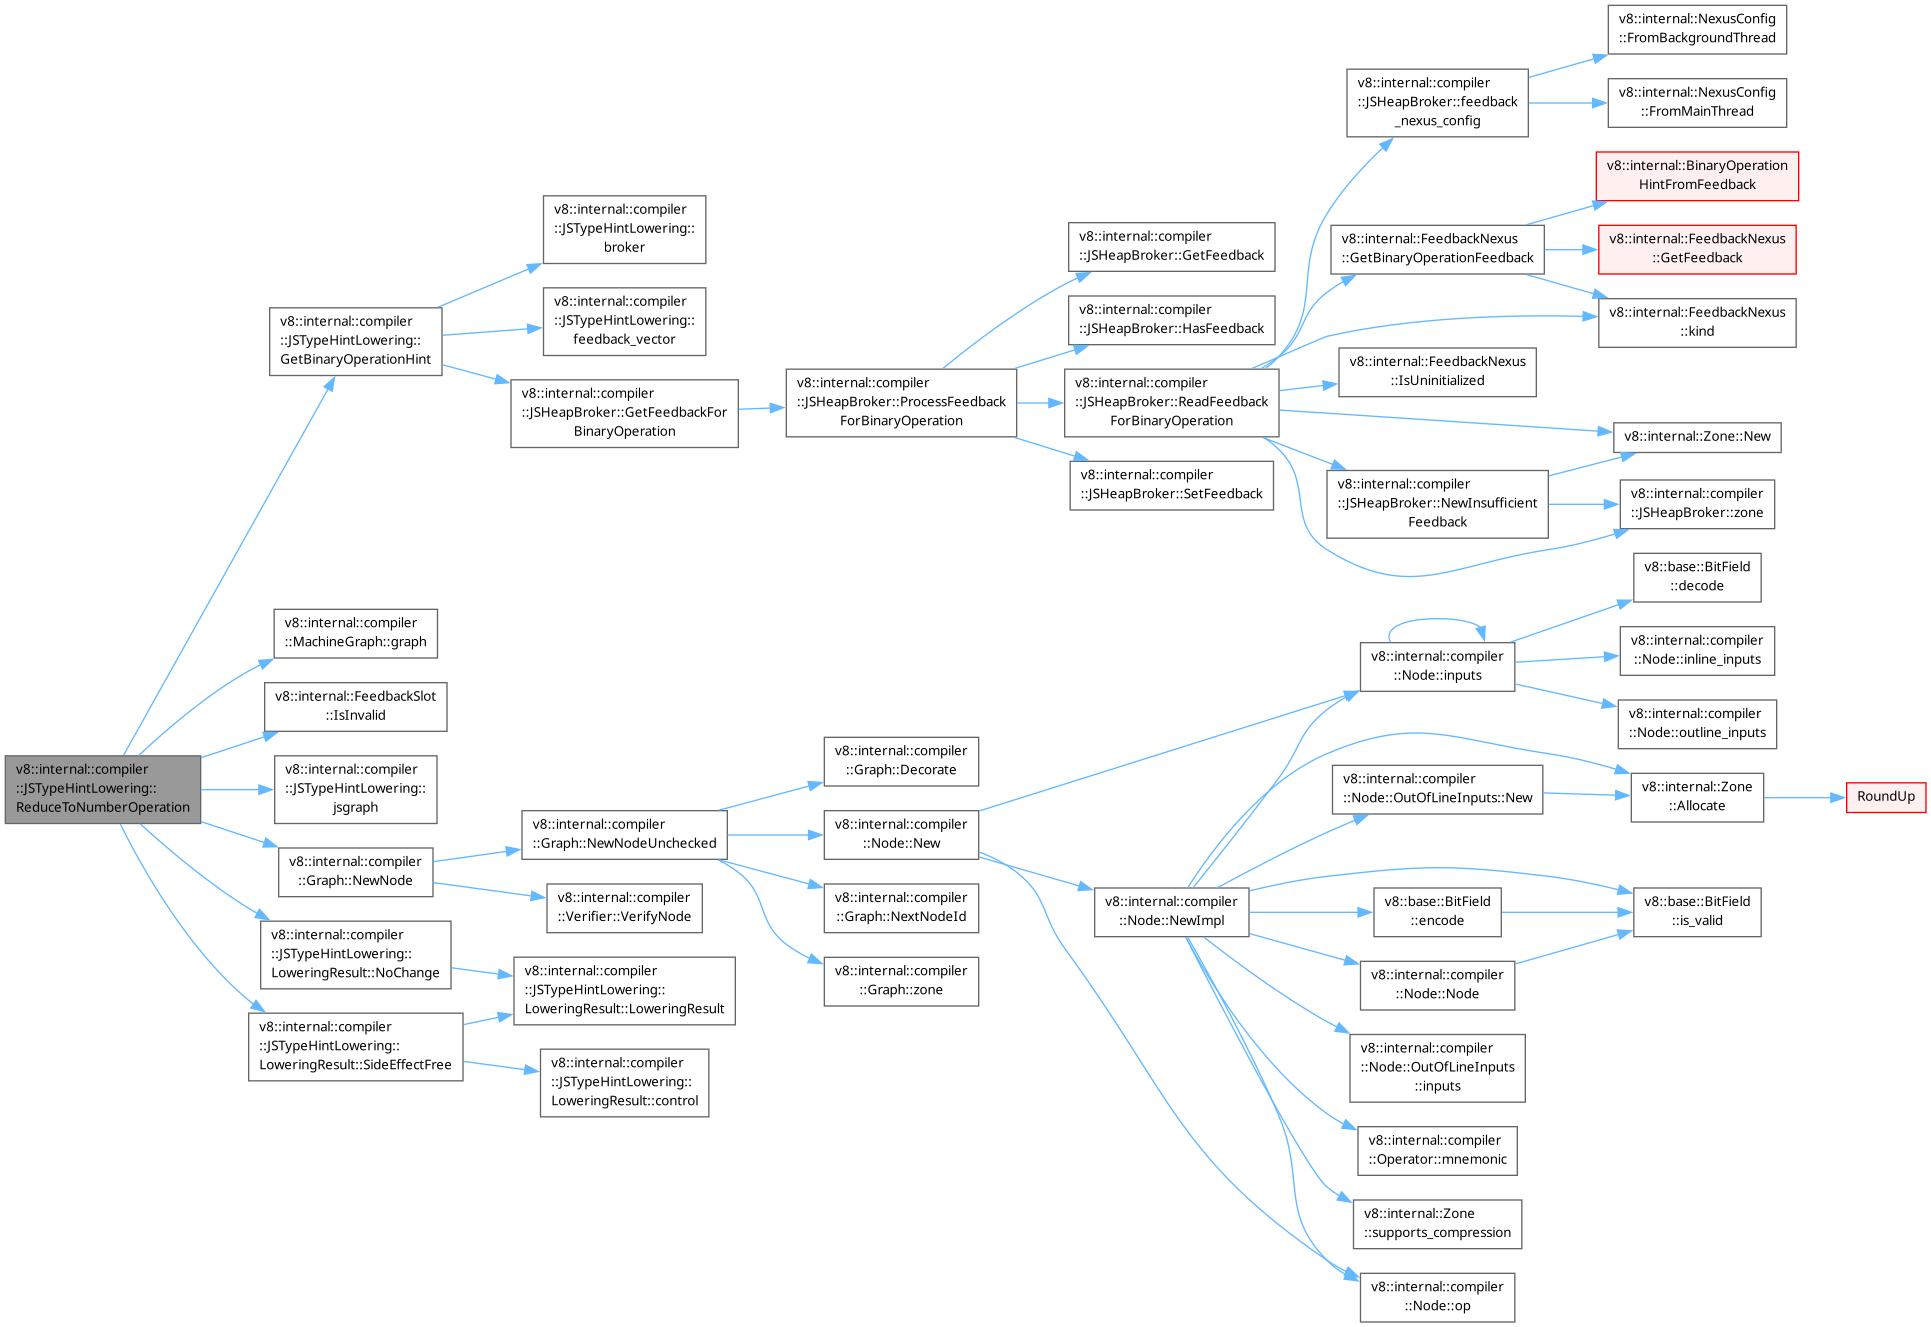 v8::internal::compiler
::JSTypeHintLowering::
ReduceToNumberOperation
v8::internal::compiler
::JSTypeHintLowering::
GetBinaryOperationHint
v8::internal::compiler
::MachineGraph::graph
v8::internal::FeedbackSlot
::IsInvalid
v8::internal::compiler
::JSTypeHintLowering::
jsgraph
v8::internal::compiler
::Graph::NewNode
v8::internal::compiler
::JSTypeHintLowering::
LoweringResult::NoChange
v8::internal::compiler
::JSTypeHintLowering::
LoweringResult::SideEffectFree
v8::internal::compiler
::JSTypeHintLowering::
broker
v8::internal::compiler
::JSTypeHintLowering::
feedback_vector
v8::internal::compiler
::JSHeapBroker::GetFeedbackFor
BinaryOperation
v8::internal::compiler
::Graph::NewNodeUnchecked
v8::internal::compiler
::Verifier::VerifyNode
v8::internal::compiler
::JSTypeHintLowering::
LoweringResult::LoweringResult
v8::internal::compiler
::JSTypeHintLowering::
LoweringResult::control
v8::internal::compiler
::JSHeapBroker::ProcessFeedback
ForBinaryOperation
v8::internal::compiler
::Graph::Decorate
v8::internal::compiler
::Node::New
v8::internal::compiler
::Graph::NextNodeId
v8::internal::compiler
::Graph::zone
v8::internal::compiler
::JSHeapBroker::GetFeedback
v8::internal::compiler
::JSHeapBroker::HasFeedback
v8::internal::compiler
::JSHeapBroker::ReadFeedback
ForBinaryOperation
v8::internal::compiler
::JSHeapBroker::SetFeedback
v8::internal::compiler
::Node::NewImpl
v8::internal::compiler
::JSHeapBroker::feedback
_nexus_config
v8::internal::FeedbackNexus
::GetBinaryOperationFeedback
v8::internal::FeedbackNexus
::IsUninitialized
v8::internal::compiler
::JSHeapBroker::NewInsufficient
Feedback
v8::internal::compiler
::Node::inputs
v8::internal::compiler
::Node::OutOfLineInputs::New
v8::base::BitField
::encode
v8::internal::compiler
::Node::Node
v8::internal::compiler
::Node::OutOfLineInputs
::inputs
v8::internal::compiler
::Operator::mnemonic
v8::internal::Zone
::supports_compression
v8::internal::compiler
::Node::op
v8::internal::NexusConfig
::FromBackgroundThread
v8::internal::NexusConfig
::FromMainThread
v8::internal::BinaryOperation
HintFromFeedback
v8::internal::FeedbackNexus
::GetFeedback
v8::internal::FeedbackNexus
::kind
v8::internal::Zone::New
v8::internal::compiler
::JSHeapBroker::zone
v8::base::BitField
::decode
v8::internal::compiler
::Node::inline_inputs
v8::internal::compiler
::Node::outline_inputs
v8::internal::Zone
::Allocate
v8::base::BitField
::is_valid
RoundUp